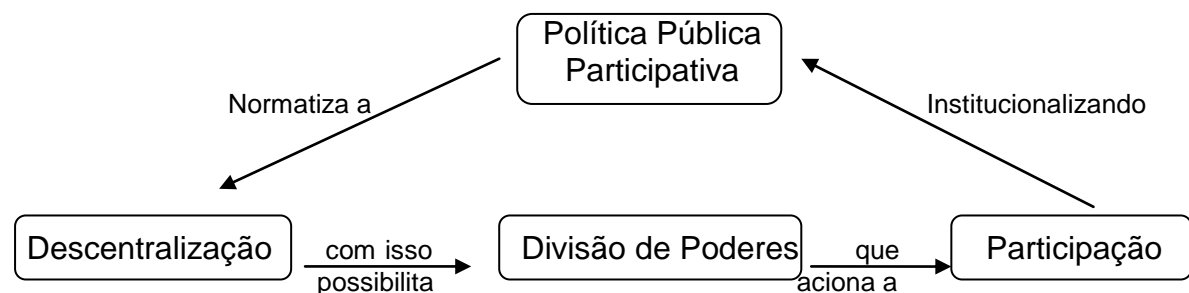 Política Pública
Participativa
Normatiza a
Institucionalizando
Descentralização
com isso
possibilita
Divisão de Poderes
que
aciona a
Participação